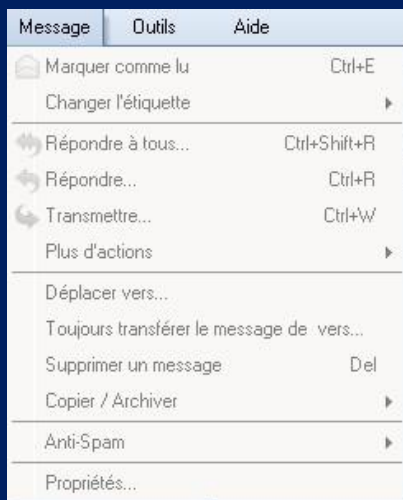 Message Outils Aide
Marquer comme lu Ctrl+E
Changer l'étiquette
Répondre à tous... Ctrl+Shift+R
Répondre... Ctrl+R
Transmettre... Ctrl+W
Plus d'actions
Déplacer vers...
Toujours transférer le message de vers...
Supprimer un message Del
Copier / Archiver
Anti-Spam
Propriétés...